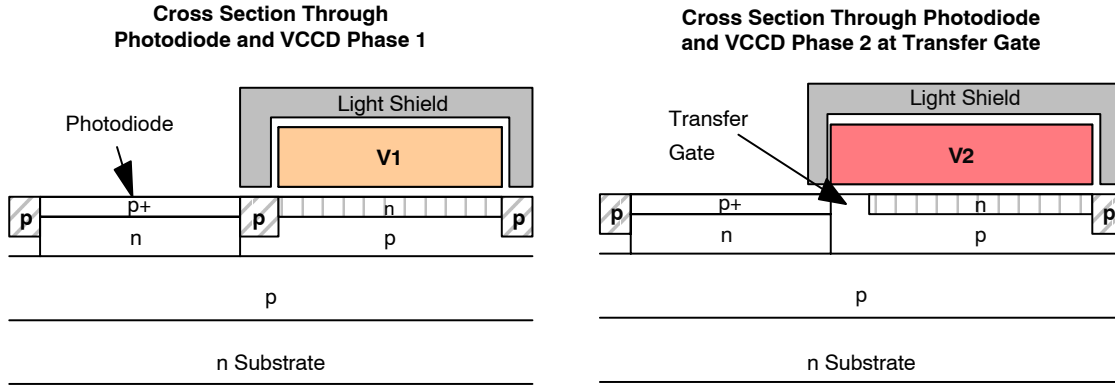 Cross Section Through
Photodiode and VCCD Phase 1
Light Shield
Photodiode
V1
p
p+
p
n
p
n
p
p
n Substrate
Cross Section Through Photodiode
and VCCD Phase 2 at Transfer Gate
Light Shield
Transfer
Gate
V2
p
p+
n
p
n
p
p
n Substrate